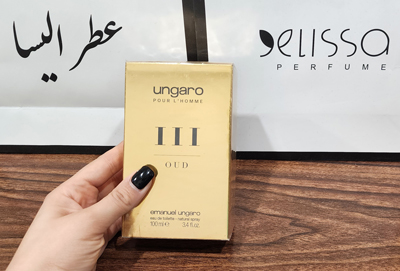 عطر اليسا
elissa
PERFUME
ungaro
POUR L'HOMME
III
OUD
emanuel ungaro
eau de toilette - natural spray
100 ml ℮ 3.4 fl.oz.